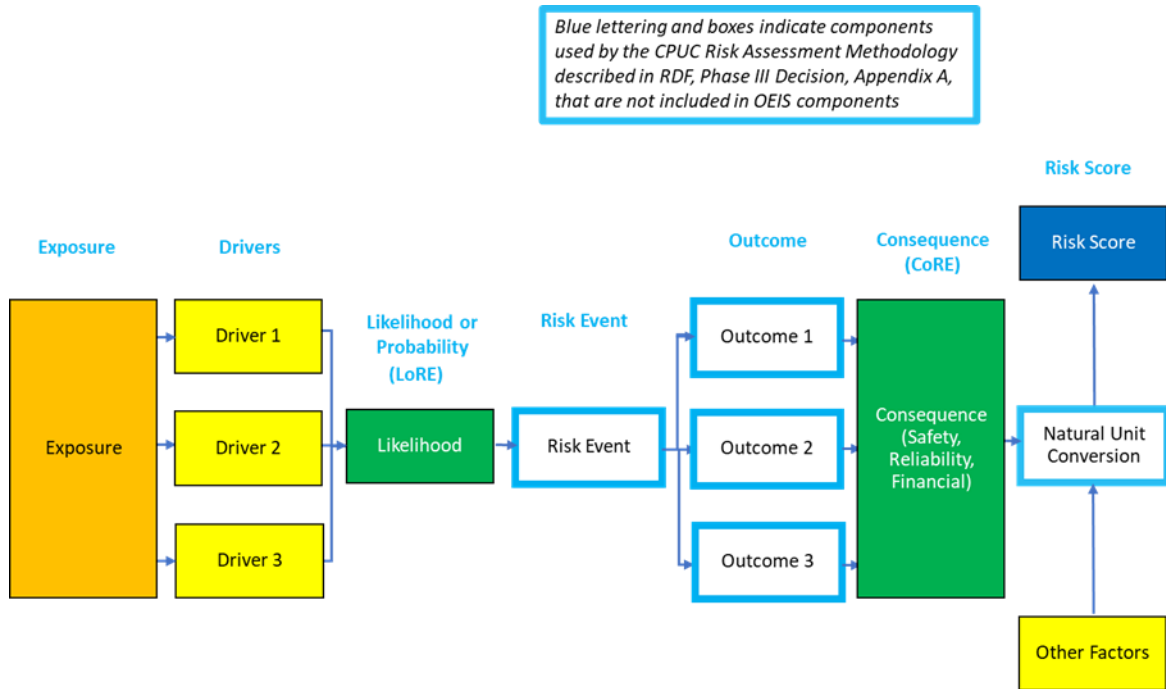 Blue lettering and boxes indicate components
used by the CPUC Risk Assessment Methodology
described in RDF, Phase III Decision, Appendix A,
that are not included in OEIS components
Risk Score
Exposure
Drivers
Outcome
Consequence
(CoRE)
Risk Score
Likelihood or
Probability
(LoRE)
Risk Event
Driver 1
Outcome 1
Exposure
Driver 2
Likelihood
Risk Event
Outcome 2
Consequence
(Safety,
Reliability,
Financial)
Natural Unit
Conversion
Driver 3
Outcome 3
Other Factors